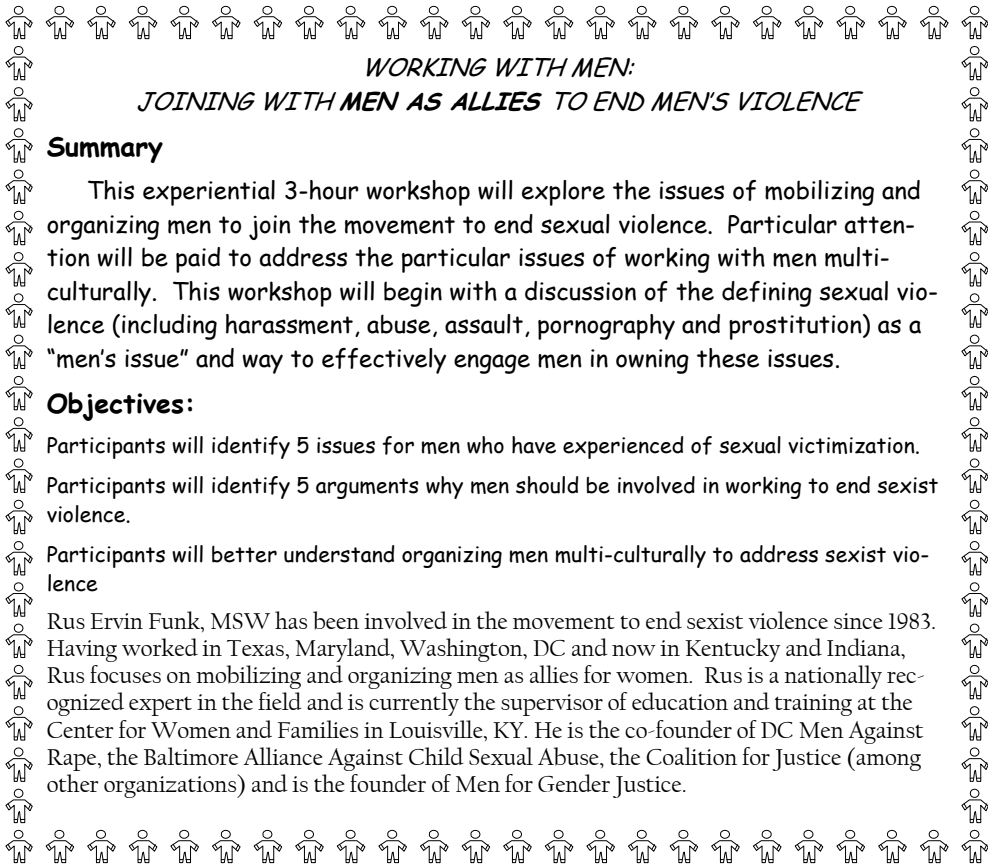 WORKING WITH MEN:
JOINING WITH MEN AS ALLIES TO END MEN'S VIOLENCE
Summary
This experiential 3-hour workshop will explore the issues of mobilizing and
organizing men to join the movement to end sexual violence.  Particular atten-
tion will be paid to address the particular issues of working with men multi-
culturally.  This workshop will begin with a discussion of the defining sexual vio-
lence (including harassment, abuse, assault, pornography and prostitution) as a
“men’s issue” and way to effectively engage men in owning these issues.
Objectives:
Participants will identify 5 issues for men who have experienced of sexual victimization.
Participants will identify 5 arguments why men should be involved in working to end sexist
violence.
Participants will better understand organizing men multi-culturally to address sexist vio-
lence
Rus Ervin Funk, MSW has been involved in the movement to end sexist violence since 1983.
Having worked in Texas, Maryland, Washington, DC and now in Kentucky and Indiana,
Rus focuses on mobilizing and organizing men as allies for women.  Rus is a nationally rec-
ognized expert in the field and is currently the supervisor of education and training at the
Center for Women and Families in Louisville, KY. He is the co-founder of DC Men Against
Rape, the Baltimore Alliance Against Child Sexual Abuse, the Coalition for Justice (among
other organizations) and is the founder of Men for Gender Justice.